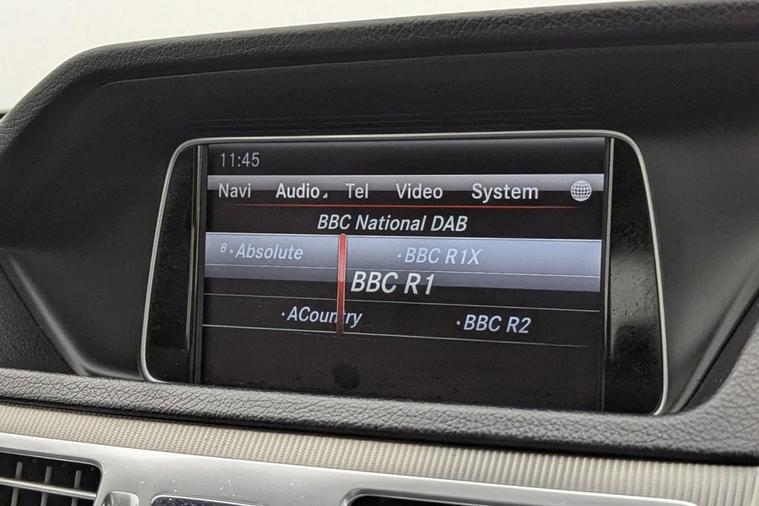 11:45
Navi Audio Tel Video System
BBC National DAB
8 · Absolute · BBC R1X
BBC R1
· ACountry · BBC R2